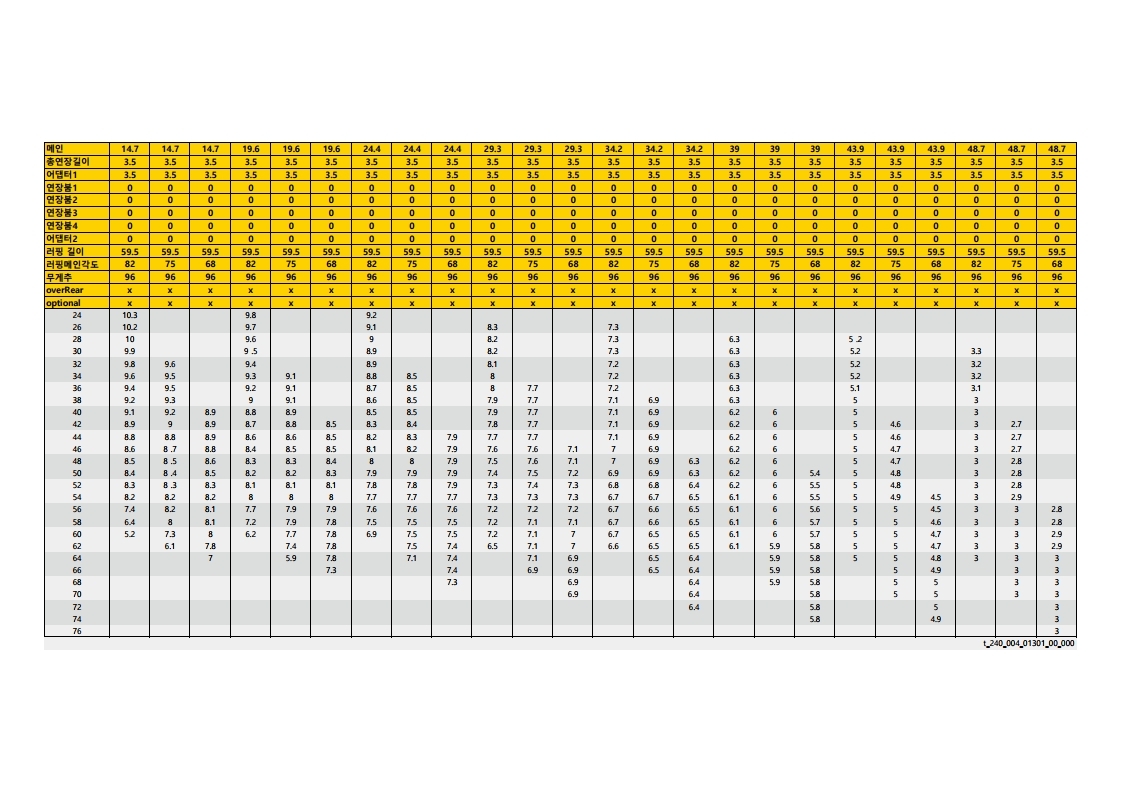 메인 14.7 14.7 14.7 19.6 19.6 19.6 24.4 24.4 24.4 29.3 29.3 29.3 34.2 34.2 34.2 39 39 39 43.9 43.9 43.9 48.7 48.7 48.7
총연장길이 3.5 3.5 3.5 3.5 3.5 3.5 3.5 3.5 3.5 3.5 3.5 3.5 3.5 3.5 3.5 3.5 3.5 3.5 3.5 3.5 3.5 3.5 3.5 3.5
어댑터1 3.5 3.5 3.5 3.5 3.5 3.5 3.5 3.5 3.5 3.5 3.5 3.5 3.5 3.5 3.5 3.5 3.5 3.5 3.5 3.5 3.5 3.5 3.5 3.5
연장붐1 0 0 0 0 0 0 0 0 0 0 0 0 0 0 0 0 0 0 0 0 0 0 0 0
연장붐2 0 0 0 0 0 0 0 0 0 0 0 0 0 0 0 0 0 0 0 0 0 0 0 0
연장붐3 0 0 0 0 0 0 0 0 0 0 0 0 0 0 0 0 0 0 0 0 0 0 0 0
연장붐4 0 0 0 0 0 0 0 0 0 0 0 0 0 0 0 0 0 0 0 0 0 0 0 0
어댑터2 0 0 0 0 0 0 0 0 0 0 0 0 0 0 0 0 0 0 0 0 0 0 0 0
러핑 길이 59.5 59.5 59.5 59.5 59.5 59.5 59.5 59.5 59.5 59.5 59.5 59.5 59.5 59.5 59.5 59.5 59.5 59.5 59.5 59.5 59.5 59.5 59.5 59.5
러핑메인각도 82 75 68 82 75 68 82 75 68 82 75 68 82 75 68 82 75 68 82 75 68 82 75 68
무게추 96 96 96 96 96 96 96 96 96 96 96 96 96 96 96 96 96 96 96 96 96 96 96 96
overRear x x x x x x x x x x x x x x x x x x x x x x x x
optional x x x x x x x x x x x x x x x x x x x x x x x x
24 10.3 9.8 9.2
26 10.2 9.7 9.1 8.3 7.3
28 10 9.6 9 8.2 7.3 6.3 5 .2
30 9.9 9 .5 8.9 8.2 7.3 6.3 5.2 3.3
32 9.8 9.6 9.4 8.9 8.1 7.2 6.3 5.2 3.2
34 9.6 9.5 9.3 9.1 8.8 8.5 8 7.2 6.3 5.2 3.2
36 9.4 9.5 9.2 9.1 8.7 8.5 8 7.7 7.2 6.3 5.1 3.1
38 9.2 9.3 9 9.1 8.6 8.5 7.9 7.7 7.1 6.9 6.3 5 3
40 9.1 9.2 8.9 8.8 8.9 8.5 8.5 7.9 7.7 7.1 6.9 6.2 6 5 3
42 8.9 9 8.9 8.7 8.8 8.5 8.3 8.4 7.8 7.7 7.1 6.9 6.2 6 5 4.6 3 2.7
44 8.8 8.8 8.9 8.6 8.6 8.5 8.2 8.3 7.9 7.7 7.7 7.1 6.9 6.2 6 5 4.6 3 2.7
46 8.6 8 .7 8.8 8.4 8.5 8.5 8.1 8.2 7.9 7.6 7.6 7.1 7 6.9 6.2 6 5 4.7 3 2.7
48 8.5 8 .5 8.6 8.3 8.3 8.4 8 8 7.9 7.5 7.6 7.1 7 6.9 6.3 6.2 6 5 4.7 3 2.8
50 8.4 8 .4 8.5 8.2 8.2 8.3 7.9 7.9 7.9 7.4 7.5 7.2 6.9 6.9 6.3 6.2 6 5.4 5 4.8 3 2.8
52 8.3 8 .3 8.3 8.1 8.1 8.1 7.8 7.8 7.9 7.3 7.4 7.3 6.8 6.8 6.4 6.2 6 5.5 5 4.8 3 2.8
54 8.2 8.2 8.2 8 8 8 7.7 7.7 7.7 7.3 7.3 7.3 6.7 6.7 6.5 6.1 6 5.5 5 4.9 4.5 3 2.9
56 7.4 8.2 8.1 7.7 7.9 7.9 7.6 7.6 7.6 7.2 7.2 7.2 6.7 6.6 6.5 6.1 6 5.6 5 5 4.5 3 3 2.8
58 6.4 8 8.1 7.2 7.9 7.8 7.5 7.5 7.5 7.2 7.1 7.1 6.7 6.6 6.5 6.1 6 5.7 5 5 4.6 3 3 2.8
60 5.2 7.3 8 6.2 7.7 7.8 6.9 7.5 7.5 7.2 7.1 7 6.7 6.5 6.5 6.1 6 5.7 5 5 4.7 3 3 2.9
62 6.1 7.8 7.4 7.8 7.5 7.4 6.5 7.1 7 6.6 6.5 6.5 6.1 5.9 5.8 5 5 4.7 3 3 2.9
64 7 5.9 7.8 7.1 7.4 7.1 6.9 6.5 6.4 5.9 5.8 5 5 4.8 3 3 3
66 7.3 7.4 6.9 6.9 6.5 6.4 5.9 5.8 5 4.9 3 3
68 7.3 6.9 6.4 5.9 5.8 5 5 3 3
70 6.9 6.4 5.8 5 5 3 3
72 6.4 5.8 5 3
74 5.8 4.9 3
76 3
t_240_004_01301_00_000